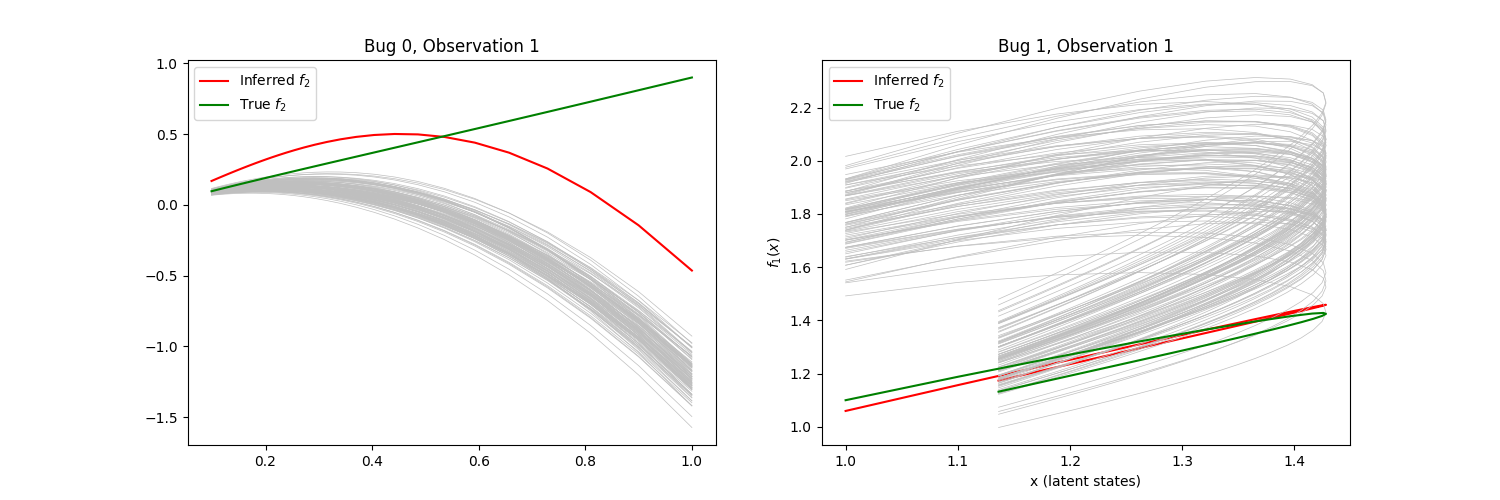 Bug 0, Observation 1
Inferred f₂
True f₂
1.0
0.5
0.0
−0.5
−1.0
−1.5
0.2 0.4 0.6 0.8 1.0
Bug 1, Observation 1
Inferred f₂
True f₂
f₁(x)
2.2
2.0
1.8
1.6
1.4
1.2
1.0
1.0 1.1 1.2 1.3 1.4
x (latent states)